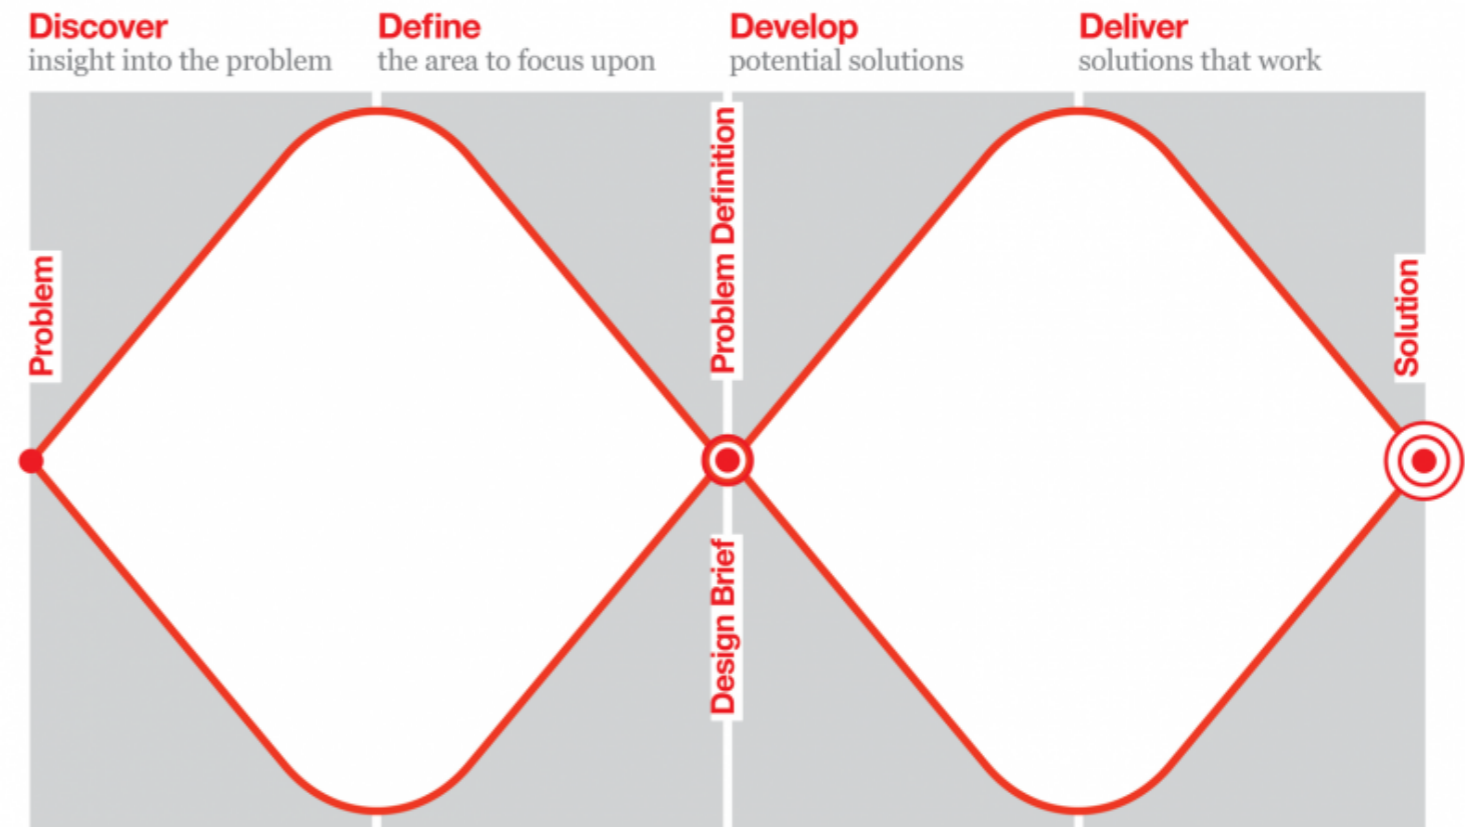 Discover
insight into the problem
Define
the area to focus upon
Develop
potential solutions
Deliver
solutions that work
Problem
Problem Definition
Design Brief
Solution